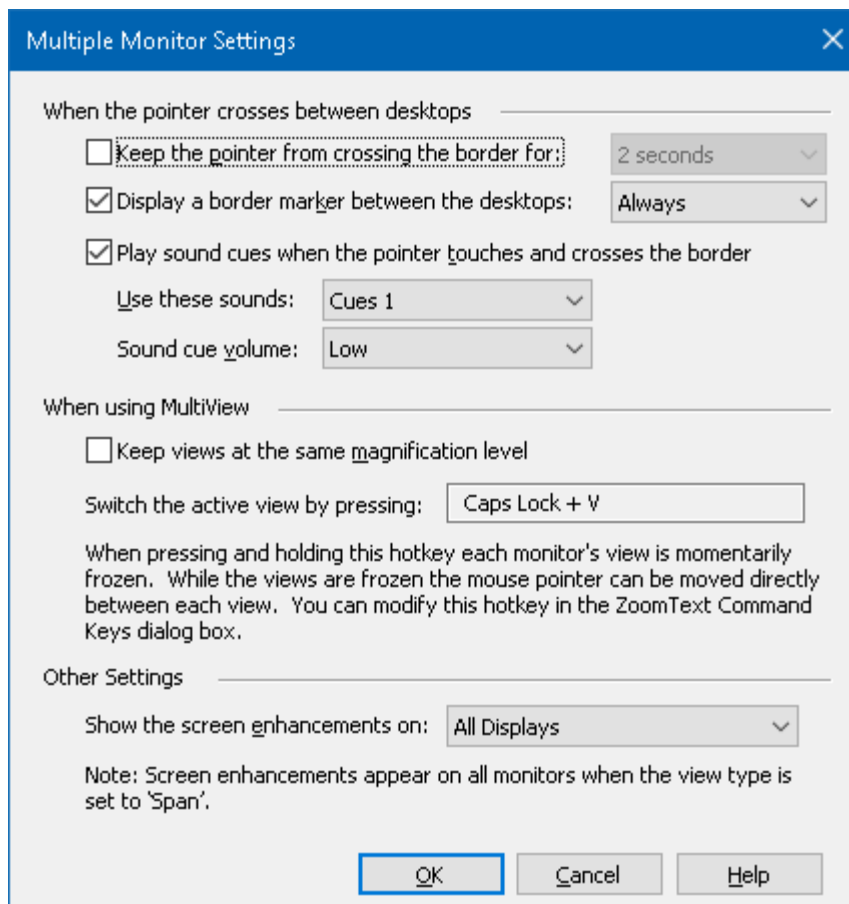 Multiple Monitor Settings
When the pointer crosses between desktops
Keep the pointer from crossing the border for: 2 seconds
Display a border marker between the desktops: Always
Play sound cues when the pointer touches and crosses the border
Use these sounds: Cues 1
Sound cue volume: Low
When using MultiView
Keep views at the same magnification level
Switch the active view by pressing: Caps Lock + V
When pressing and holding this hotkey each monitor's view is momentarily
frozen. While the views are frozen the mouse pointer can be moved directly
between each view. You can modify this hotkey in the ZoomText Command
Keys dialog box.
Other Settings
Show the screen enhancements on: All Displays
Note: Screen enhancements appear on all monitors when the view type is
set to 'Span'.
OK Cancel Help